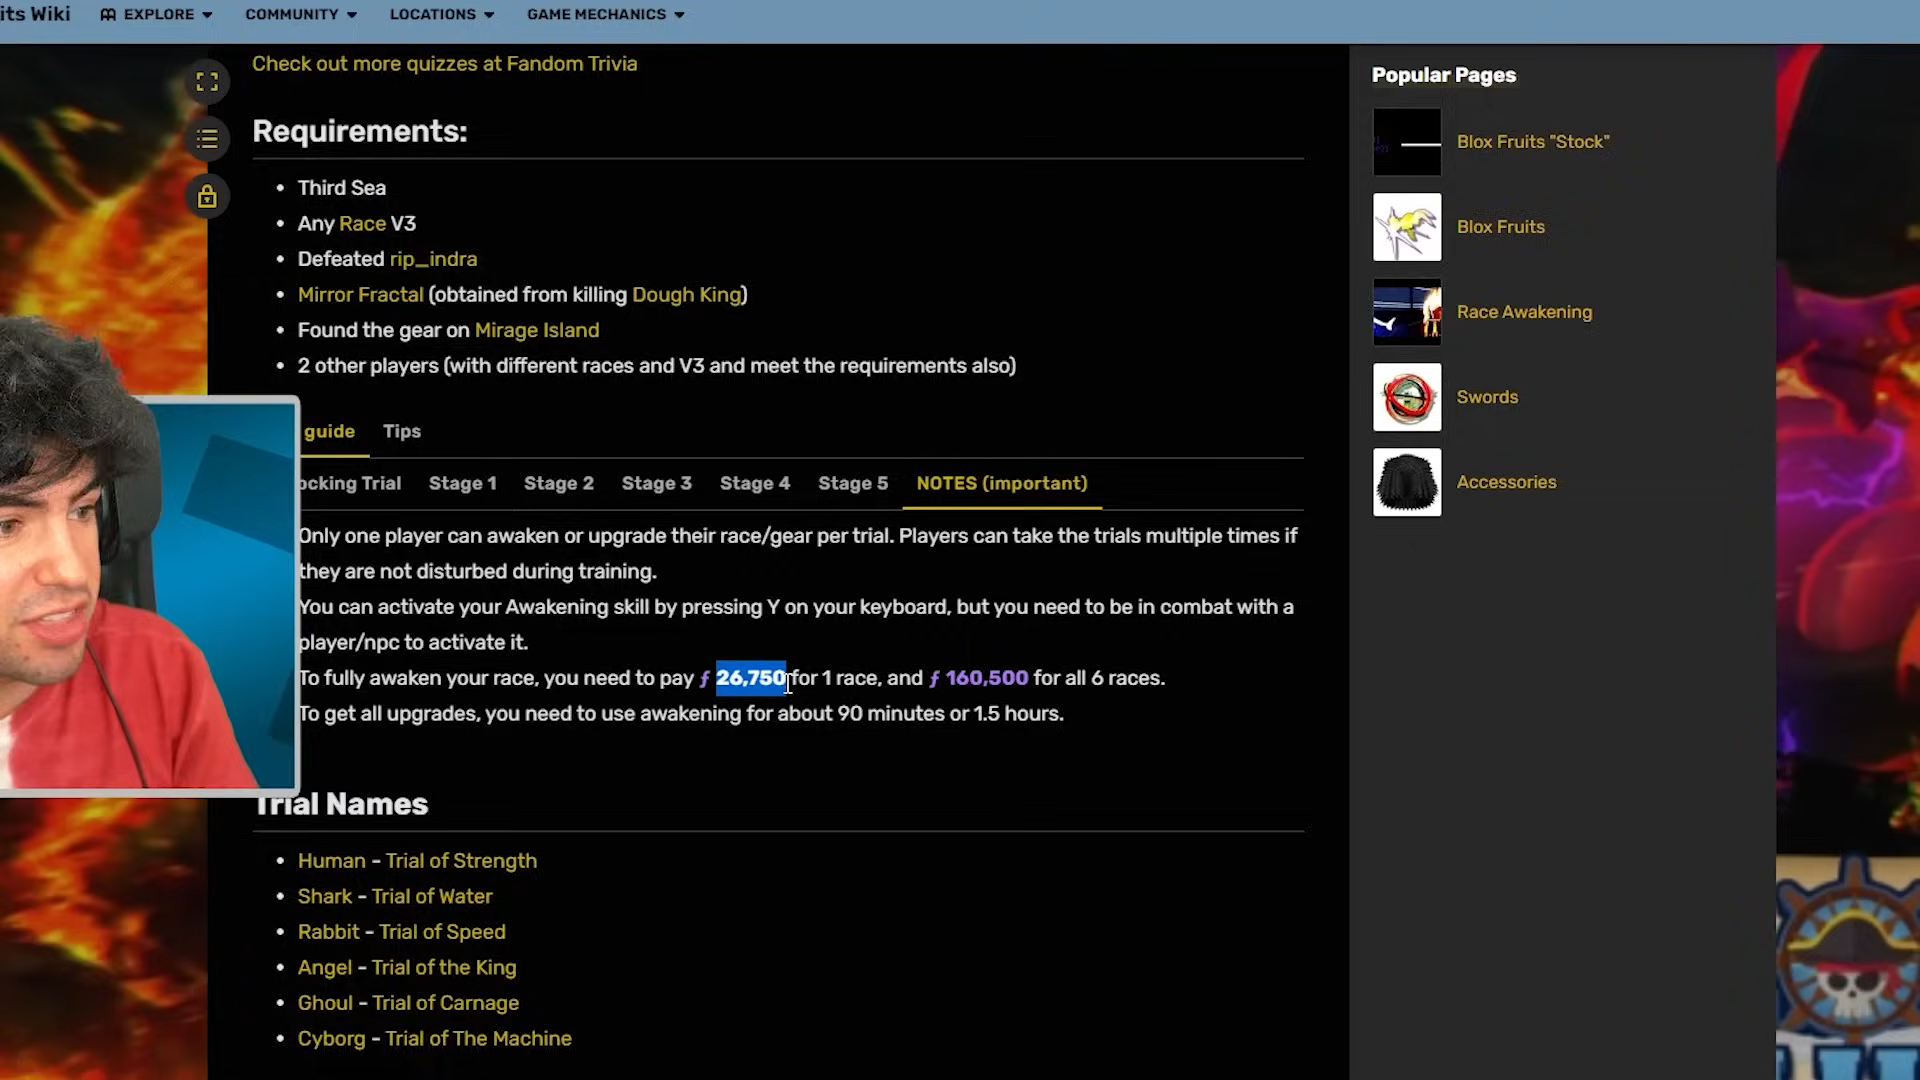 its Wiki
EXPLORE
COMMUNITY
LOCATIONS
GAME MECHANICS
Check out more quizzes at Fandom Trivia
Requirements:
• Third Sea
• Any Race V3
• Defeated rip_indra
• Mirror Fractal (obtained from killing Dough King)
• Found the gear on Mirage Island
• 2 other players (with different races and V3 and meet the requirements also)
guide
Tips
ocking Trial
Stage 1
Stage 2
Stage 3
Stage 4
Stage 5
NOTES (important)
Only one player can awaken or upgrade their race/gear per trial. Players can take the trials multiple times if
they are not disturbed during training.
You can activate your Awakening skill by pressing Y on your keyboard, but you need to be in combat with a
player/npc to activate it.
To fully awaken your race, you need to pay ƒ 26,750 for 1 race, and ƒ 160,500 for all 6 races.
To get all upgrades, you need to use awakening for about 90 minutes or 1.5 hours.
Trial Names
• Human - Trial of Strength
• Shark - Trial of Water
• Rabbit - Trial of Speed
• Angel - Trial of the King
• Ghoul - Trial of Carnage
• Cyborg - Trial of The Machine
Popular Pages
Blox Fruits "Stock"
Blox Fruits
Race Awakening
Swords
Accessories